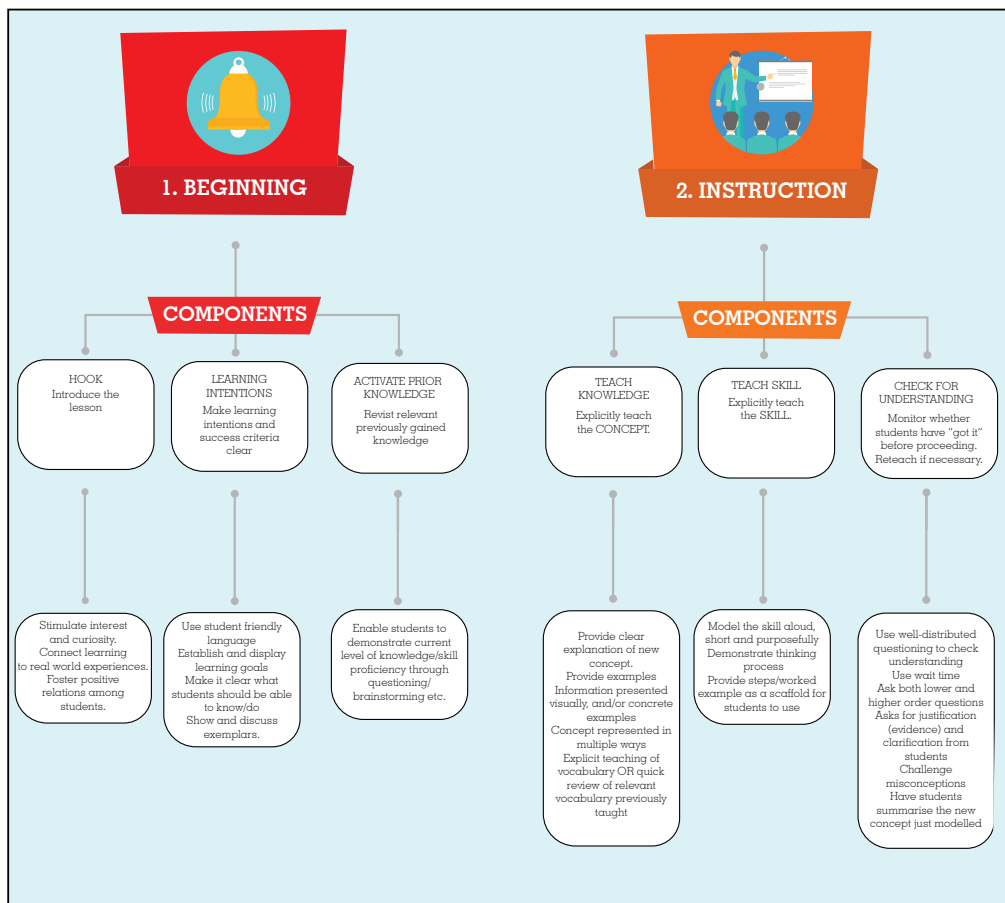 1. BEGINNING
COMPONENTS
HOOK
Introduce the
lesson
LEARNING
INTENTIONS
Make learning
intentions and
success criteria
clear
ACTIVATE PRIOR
KNOWLEDGE
Revist relevant
previously gained
knowledge
Stimulate interest
and curiosity.
Connect learning
to real world experiences.
Foster positive
relations among
students.
Use student friendly
language
Establish and display
learning goals
Make it clear what
students should be able
to know/do
Show and discuss
exemplars.
Enable students to
demonstrate current
level of knowledge/skill
proficiency through
questioning/
brainstorming etc.
2. INSTRUCTION
COMPONENTS
TEACH
KNOWLEDGE
Explicitly teach
the CONCEPT.
TEACH SKILL
Explicitly teach
the SKILL.
CHECK FOR
UNDERSTANDING
Monitor whether
students have "got it"
before proceeding.
Reteach if necessary.
Provide clear
explanation of new
concept.
Provide examples
Information presented
visually, and/or concrete
examples
Concept represented in
multiple ways
Explicit teaching of
vocabulary OR quick
review of relevant
vocabulary previously
taught
Model the skill aloud,
short and purposefully
Demonstrate thinking
process
Provide steps/worked
example as a scaffold for
students to use
Use well-distributed
questioning to check
understanding
Use wait time
Ask both lower and
higher order questions
Asks for justification
(evidence) and
clarification from
students
Challenge
misconceptions
Have students
summarise the new
concept just modelled